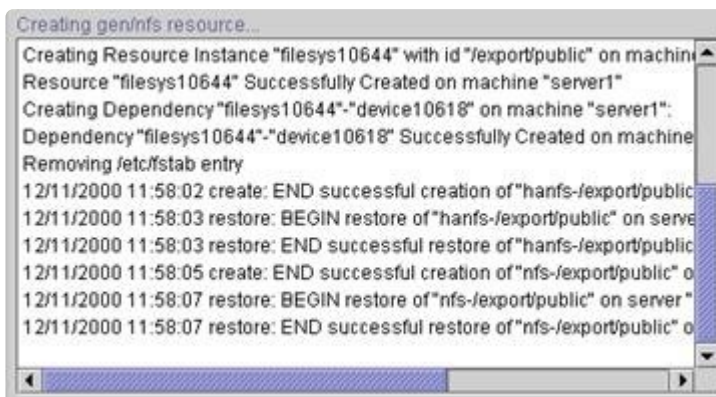 Creating gen/nfs resource...
Creating Resource Instance "filesys10644" with id "/export/public" on machin
Resource "filesys10644" Successfully Created on machine "server1"
Creating Dependency "filesys10644"-"device10618" on machine "server1":
Dependency "filesys10644"-"device10618" Successfully Created on machine
Removing /etc/fstab entry
12/11/2000 11:58:02 create: END successful creation of "hanfs-/export/public
12/11/2000 11:58:03 restore: BEGIN restore of "hanfs-/export/public" on serve
12/11/2000 11:58:03 restore: END successful restore of "hanfs-/export/public
12/11/2000 11:58:05 create: END successful creation of "nfs-/export/public" o
12/11/2000 11:58:07 restore: BEGIN restore of "nfs-/export/public" on server "
12/11/2000 11:58:07 restore: END successful restore of "nfs-/export/public" o